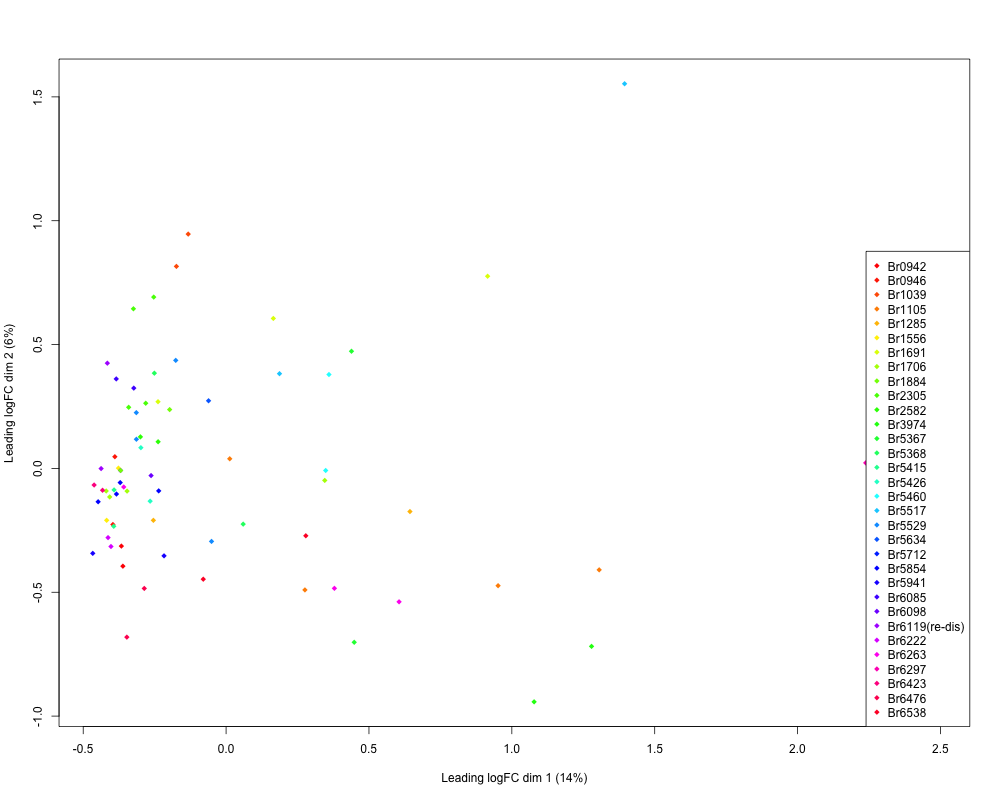 1.5
1.0
0.5
0.0
-0.5
-1.0
Leading logFC dim 2 (6%)
Br0942
Br0946
Br1039
Br1105
Br1285
Br1556
Br1691
Br1706
Br1884
Br2305
Br2582
Br3974
Br5367
Br5368
Br5415
Br5426
Br5460
Br5517
Br5529
Br5634
Br5712
Br5854
Br5941
Br6085
Br6098
Br6119(re-dis)
Br6222
Br6263
Br6297
Br6423
Br6476
Br6538
-0.5 0.0 0.5 1.0 1.5 2.0 2.5
Leading logFC dim 1 (14%)